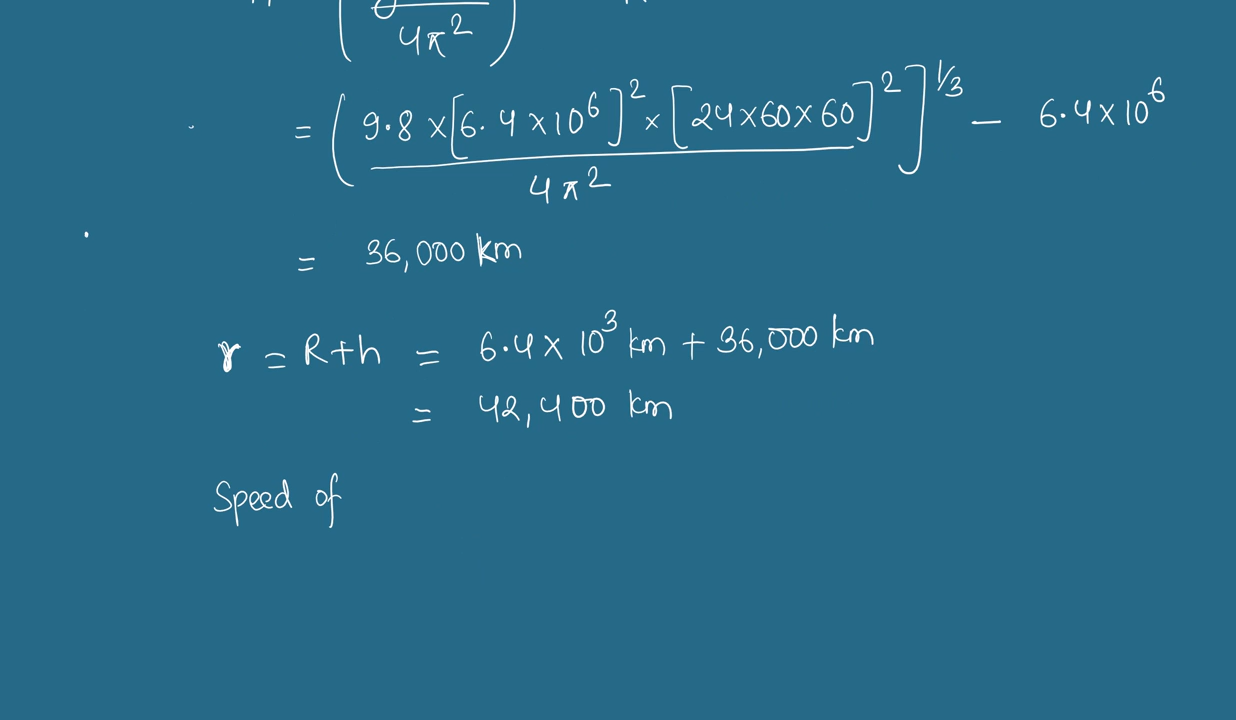 4π²
= ( 9.8 × [6.4 × 10⁶]² × [24 × 60 × 60]² ]^1/3 − 6.4 × 10⁶
4π²
= 36,000 km
r = R+h = 6.4 × 10³ km + 36,000 km
= 42,400 km
Speed of